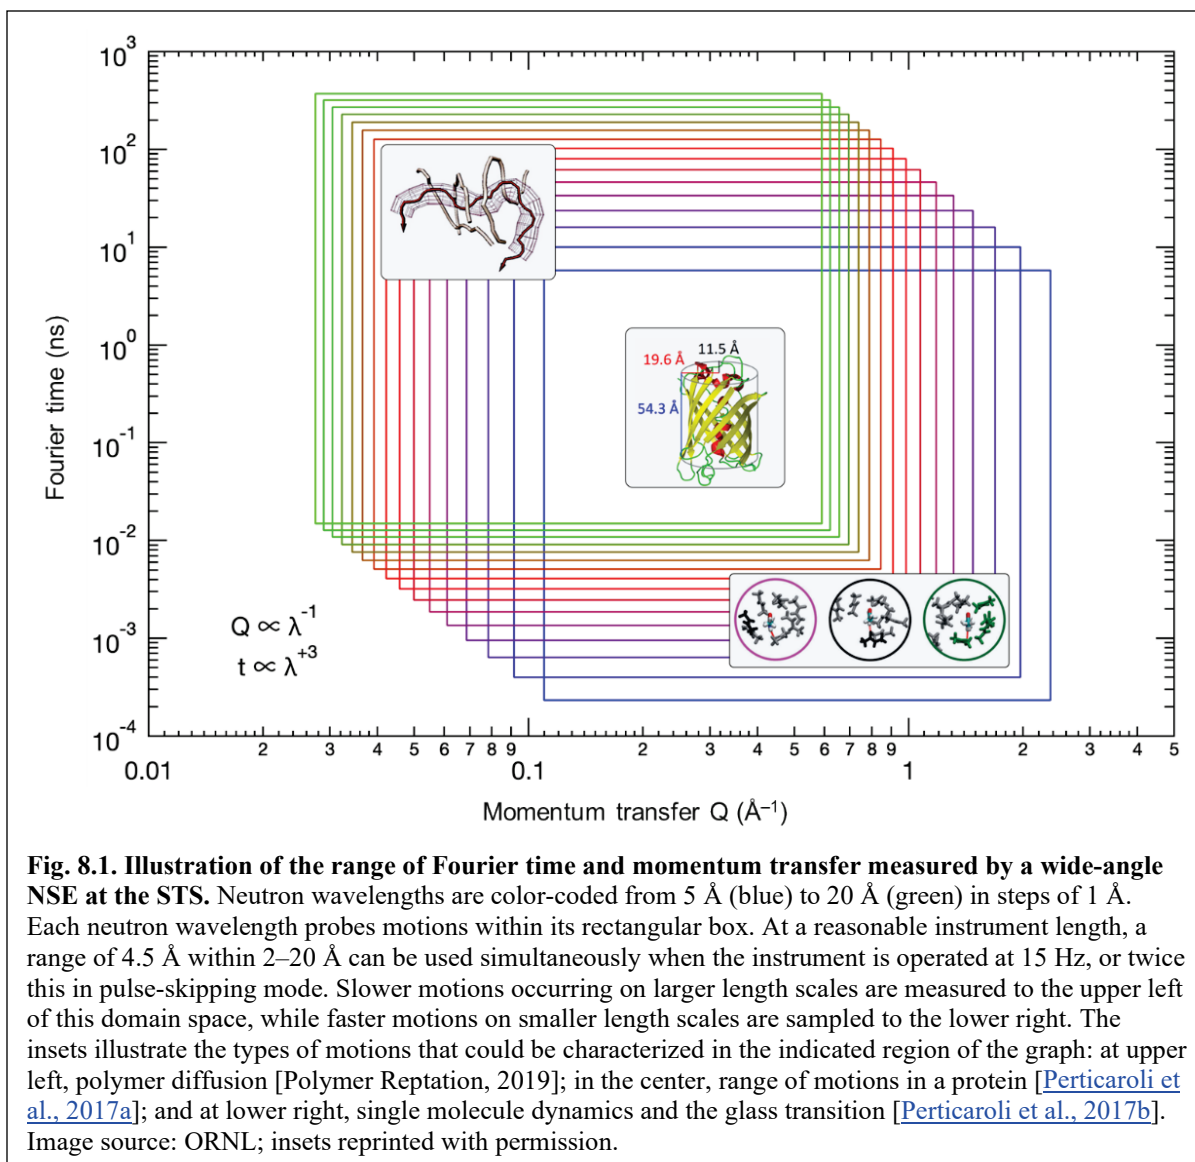 10³
10²
10¹
10⁰
10⁻¹
10⁻²
10⁻³
10⁻⁴
Fourier time (ns)
19.6 Å
11.5 Å
54.3 Å
Q ∝ λ⁻¹
t ∝ λ⁺³
2 3 4 5 6 7 8 9 2 3 4 5 6 7 8 9 2 3 4 5
0.01 0.1 1
Momentum transfer Q (Å⁻¹)
Fig. 8.1. Illustration of the range of Fourier time and momentum transfer measured by a wide-angle
NSE at the STS. Neutron wavelengths are color-coded from 5 Å (blue) to 20 Å (green) in steps of 1 Å.
Each neutron wavelength probes motions within its rectangular box. At a reasonable instrument length, a
range of 4.5 Å within 2–20 Å can be used simultaneously when the instrument is operated at 15 Hz, or twice
this in pulse-skipping mode. Slower motions occurring on larger length scales are measured to the upper left
of this domain space, while faster motions on smaller length scales are sampled to the lower right. The
insets illustrate the types of motions that could be characterized in the indicated region of the graph: at upper
left, polymer diffusion [Polymer Reptation, 2019]; in the center, range of motions in a protein [Perticaroli et
al., 2017a]; and at lower right, single molecule dynamics and the glass transition [Perticaroli et al., 2017b].
Image source: ORNL; insets reprinted with permission.